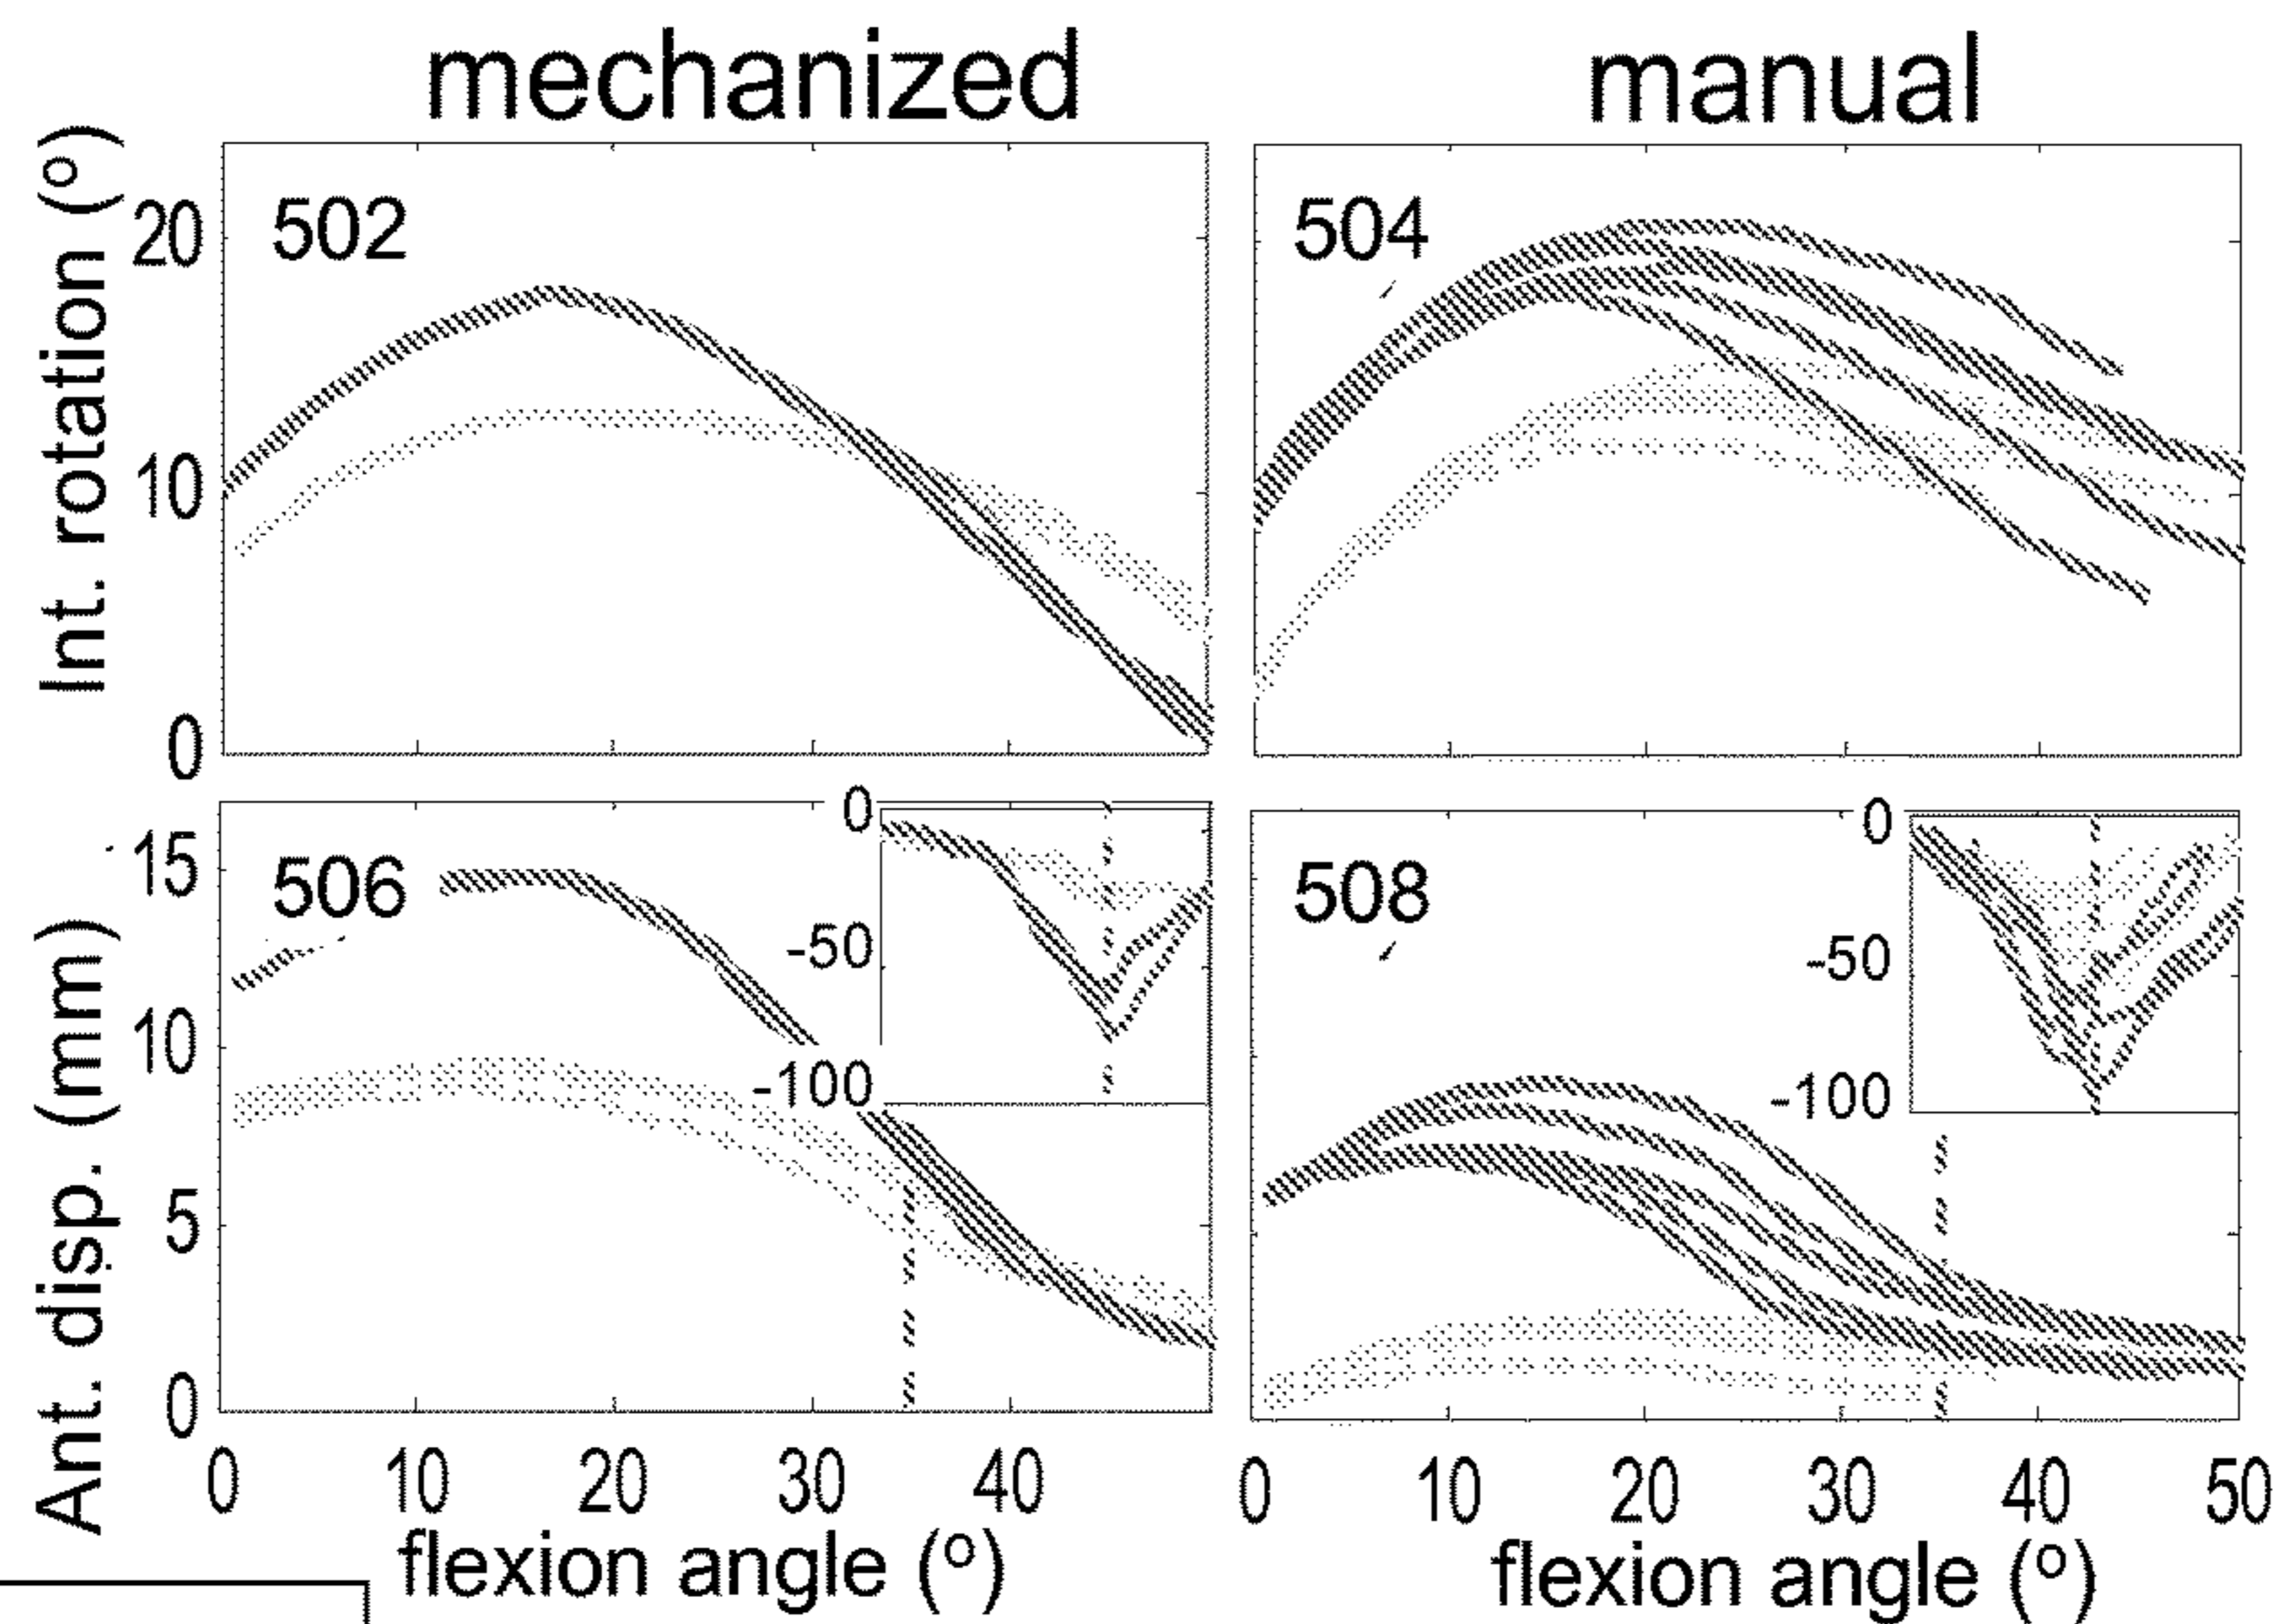 mechanized manual
Int. rotation (°)
20
10
0
502
504
Ant. disp. (mm)
15
10
5
0
506
0
-50
-100
508
0
-50
-100
0 10 20 30 40
flexion angle (°)
0 10 20 30 40 50
flexion angle (°)